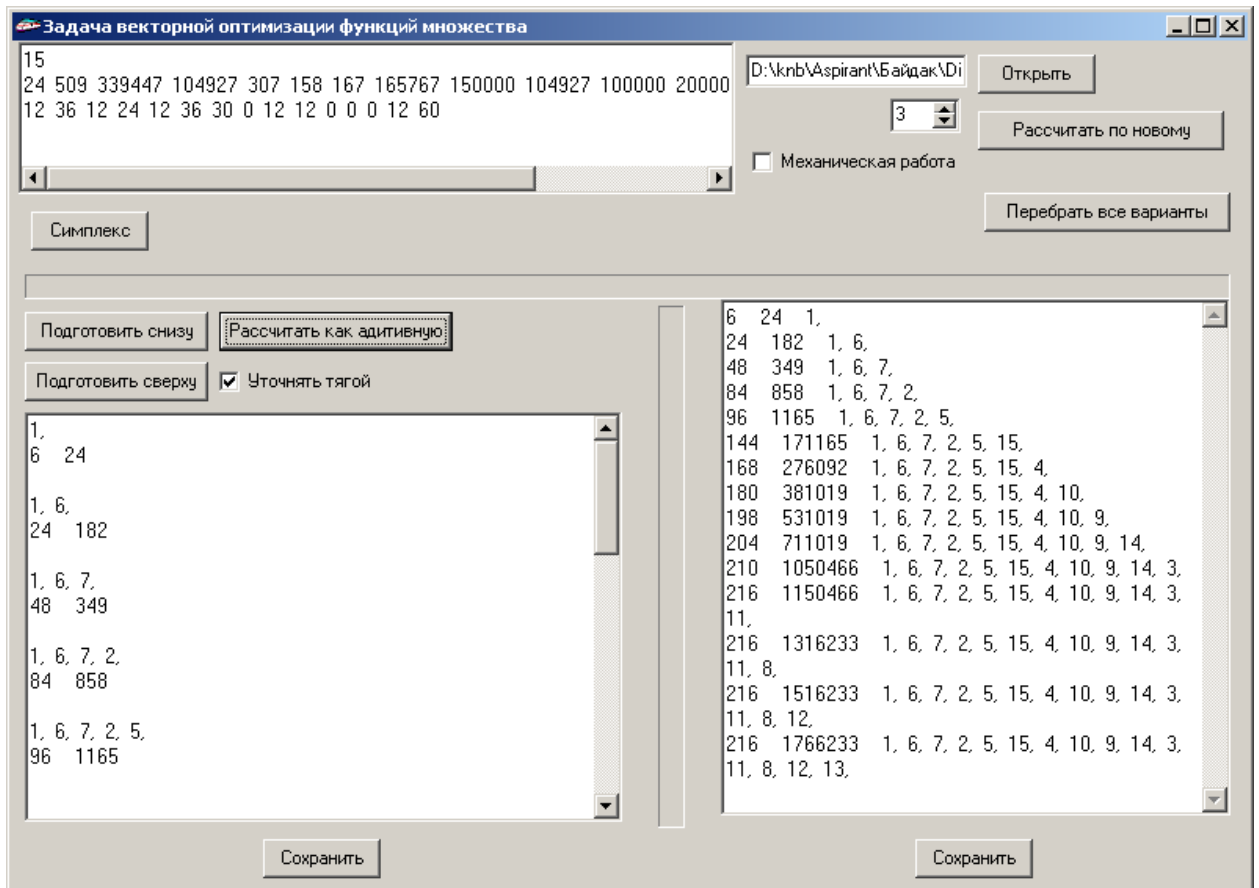 Задача векторной оптимизации функций множества
15
24 509 339447 104927 307 158 167 165767 150000 104927 100000 20000
12 36 12 24 12 36 30 0 12 12 0 0 0 12 60
D:\knb\Aspirant\Байдак\Di
Открыть
3
Рассчитать по новому
Механическая работа
Перебрать все варианты
Симплекс
Подготовить снизу
Рассчитать как адитивную
Подготовить сверху
Уточнять тягой
1,
6 24
1, 6,
24 182
1, 6, 7,
48 349
1, 6, 7, 2,
84 858
1, 6, 7, 2, 5,
96 1165
Сохранить
6 24 1,
24 182 1, 6,
48 349 1, 6, 7,
84 858 1, 6, 7, 2,
96 1165 1, 6, 7, 2, 5,
144 171165 1, 6, 7, 2, 5, 15,
168 276092 1, 6, 7, 2, 5, 15, 4,
180 381019 1, 6, 7, 2, 5, 15, 4, 10,
198 531019 1, 6, 7, 2, 5, 15, 4, 10, 9,
204 711019 1, 6, 7, 2, 5, 15, 4, 10, 9, 14,
210 1050466 1, 6, 7, 2, 5, 15, 4, 10, 9, 14, 3,
216 1150466 1, 6, 7, 2, 5, 15, 4, 10, 9, 14, 3,
11,
216 1316233 1, 6, 7, 2, 5, 15, 4, 10, 9, 14, 3,
11, 8,
216 1516233 1, 6, 7, 2, 5, 15, 4, 10, 9, 14, 3,
11, 8, 12,
216 1766233 1, 6, 7, 2, 5, 15, 4, 10, 9, 14, 3,
11, 8, 12, 13,
Сохранить